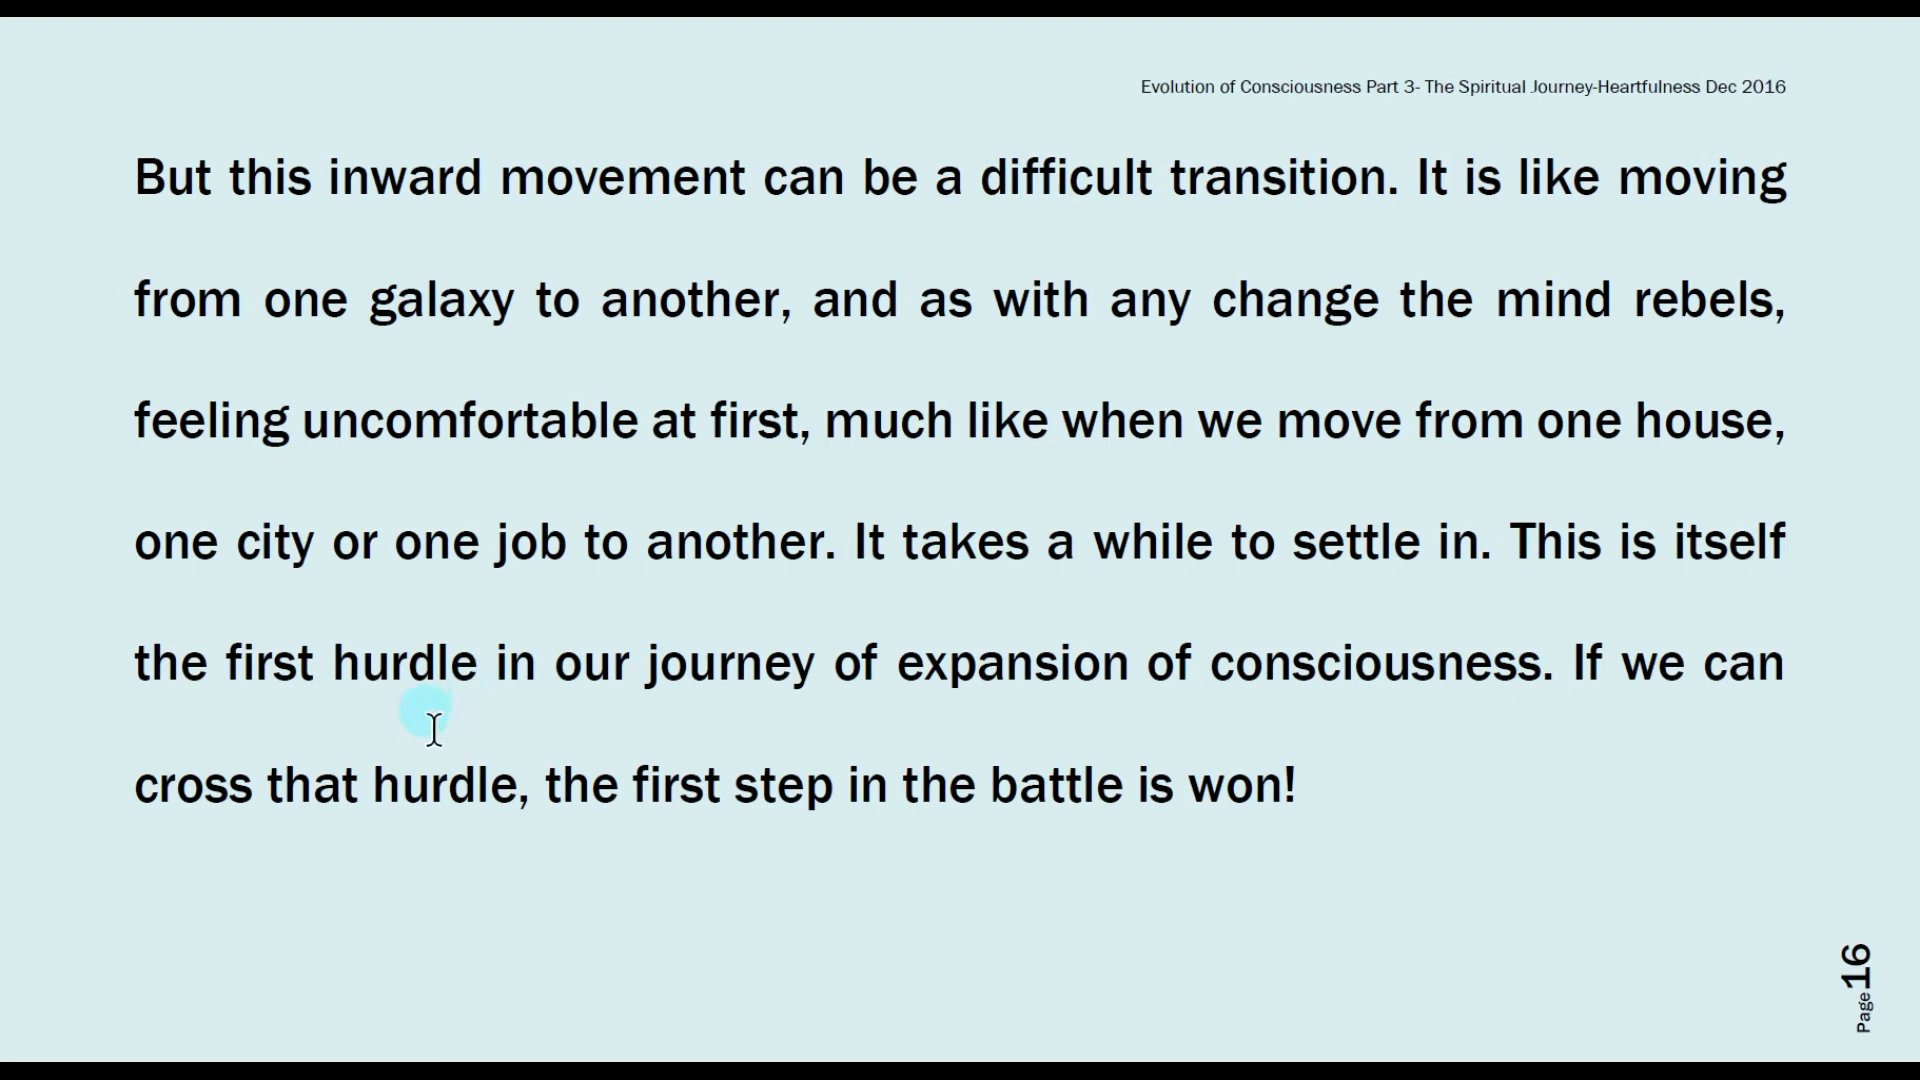 Evolution of Consciousness Part 3- The Spiritual Journey-Heartfulness Dec 2016
But this inward movement can be a difficult transition. It is like moving
from one galaxy to another, and as with any change the mind rebels,
feeling uncomfortable at first, much like when we move from one house,
one city or one job to another. It takes a while to settle in. This is itself
the first hurdle in our journey of expansion of consciousness. If we can
cross that hurdle, the first step in the battle is won!
Page 16